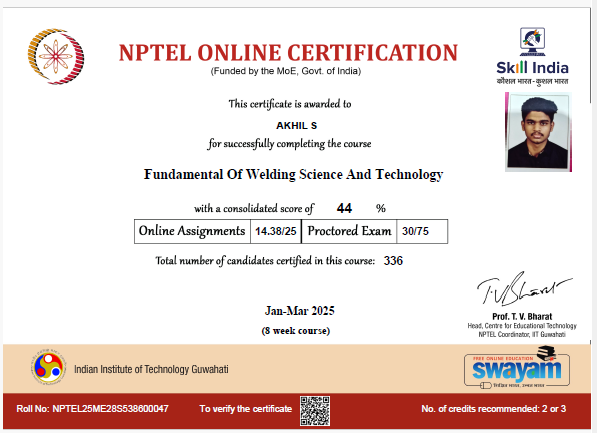 NPTEL ONLINE CERTIFICATION
(Funded by the MoE, Govt. of India)
Skill India
कौशल भारत - कुशल भारत
This certificate is awarded to
AKHIL S
for successfully completing the course
Fundamental Of Welding Science And Technology
with a consolidated score of 44 %
Online Assignments 14.38/25 Proctored Exam 30/75
Total number of candidates certified in this course: 336
T.V. Bharat
Jan-Mar 2025
(8 week course)
Prof. T. V. Bharat
Head, Centre for Educational Technology
NPTEL Coordinator, IIT Guwahati
Indian Institute of Technology Guwahati
FREE ONLINE EDUCATION
swayam
शिक्षित भारत, उन्नत भारत
Roll No: NPTEL25ME28S538600047 To verify the certificate No. of credits recommended: 2 or 3